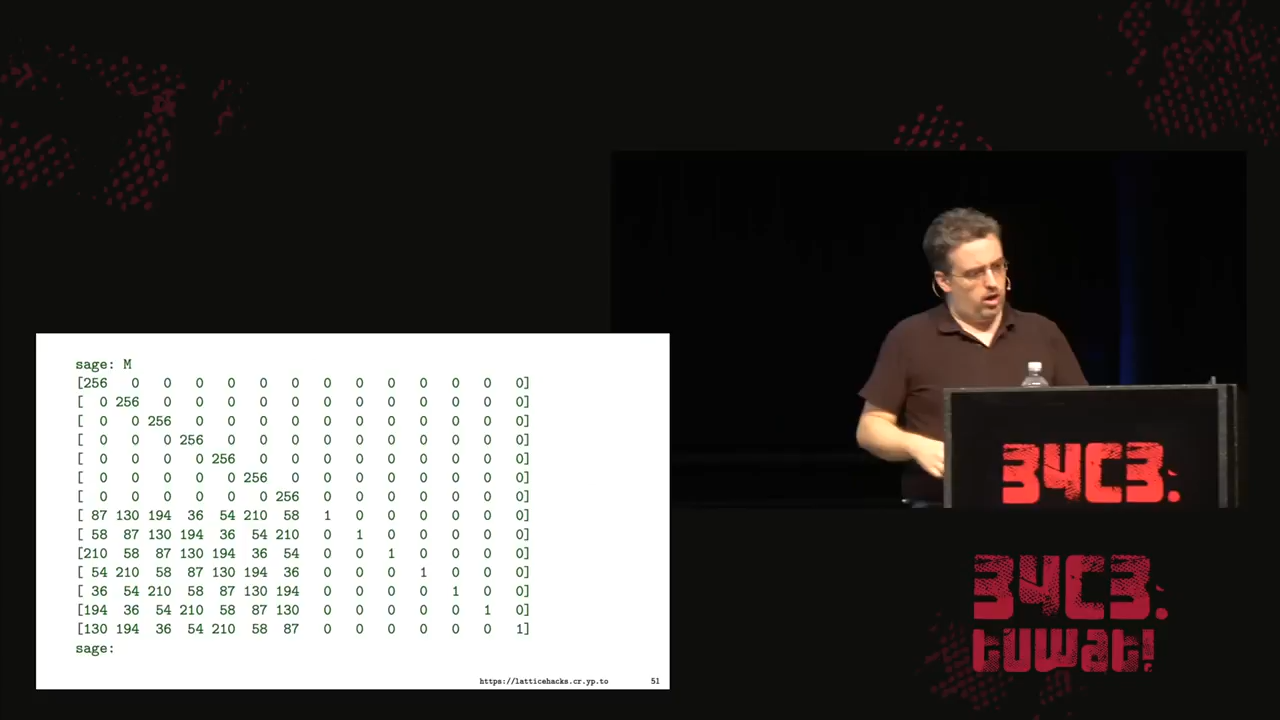 sage: M
[256 0 0 0 0 0 0 0 0 0 0 0 0 0]
[ 0 256 0 0 0 0 0 0 0 0 0 0 0 0]
[ 0 0 256 0 0 0 0 0 0 0 0 0 0 0]
[ 0 0 0 256 0 0 0 0 0 0 0 0 0 0]
[ 0 0 0 0 256 0 0 0 0 0 0 0 0 0]
[ 0 0 0 0 0 256 0 0 0 0 0 0 0 0]
[ 0 0 0 0 0 0 256 0 0 0 0 0 0 0]
[ 87 130 194 36 54 210 58 1 0 0 0 0 0 0]
[ 58 87 130 194 36 54 210 0 1 0 0 0 0 0]
[210 58 87 130 194 36 54 0 0 1 0 0 0 0]
[ 54 210 58 87 130 194 36 0 0 0 1 0 0 0]
[ 36 54 210 58 87 130 194 0 0 0 0 1 0 0]
[194 36 54 210 58 87 130 0 0 0 0 0 1 0]
[130 194 36 54 210 58 87 0 0 0 0 0 0 1]
sage:
https://latticehacks.cr.yp.to 51
34C3.
34C3.
tuwat!